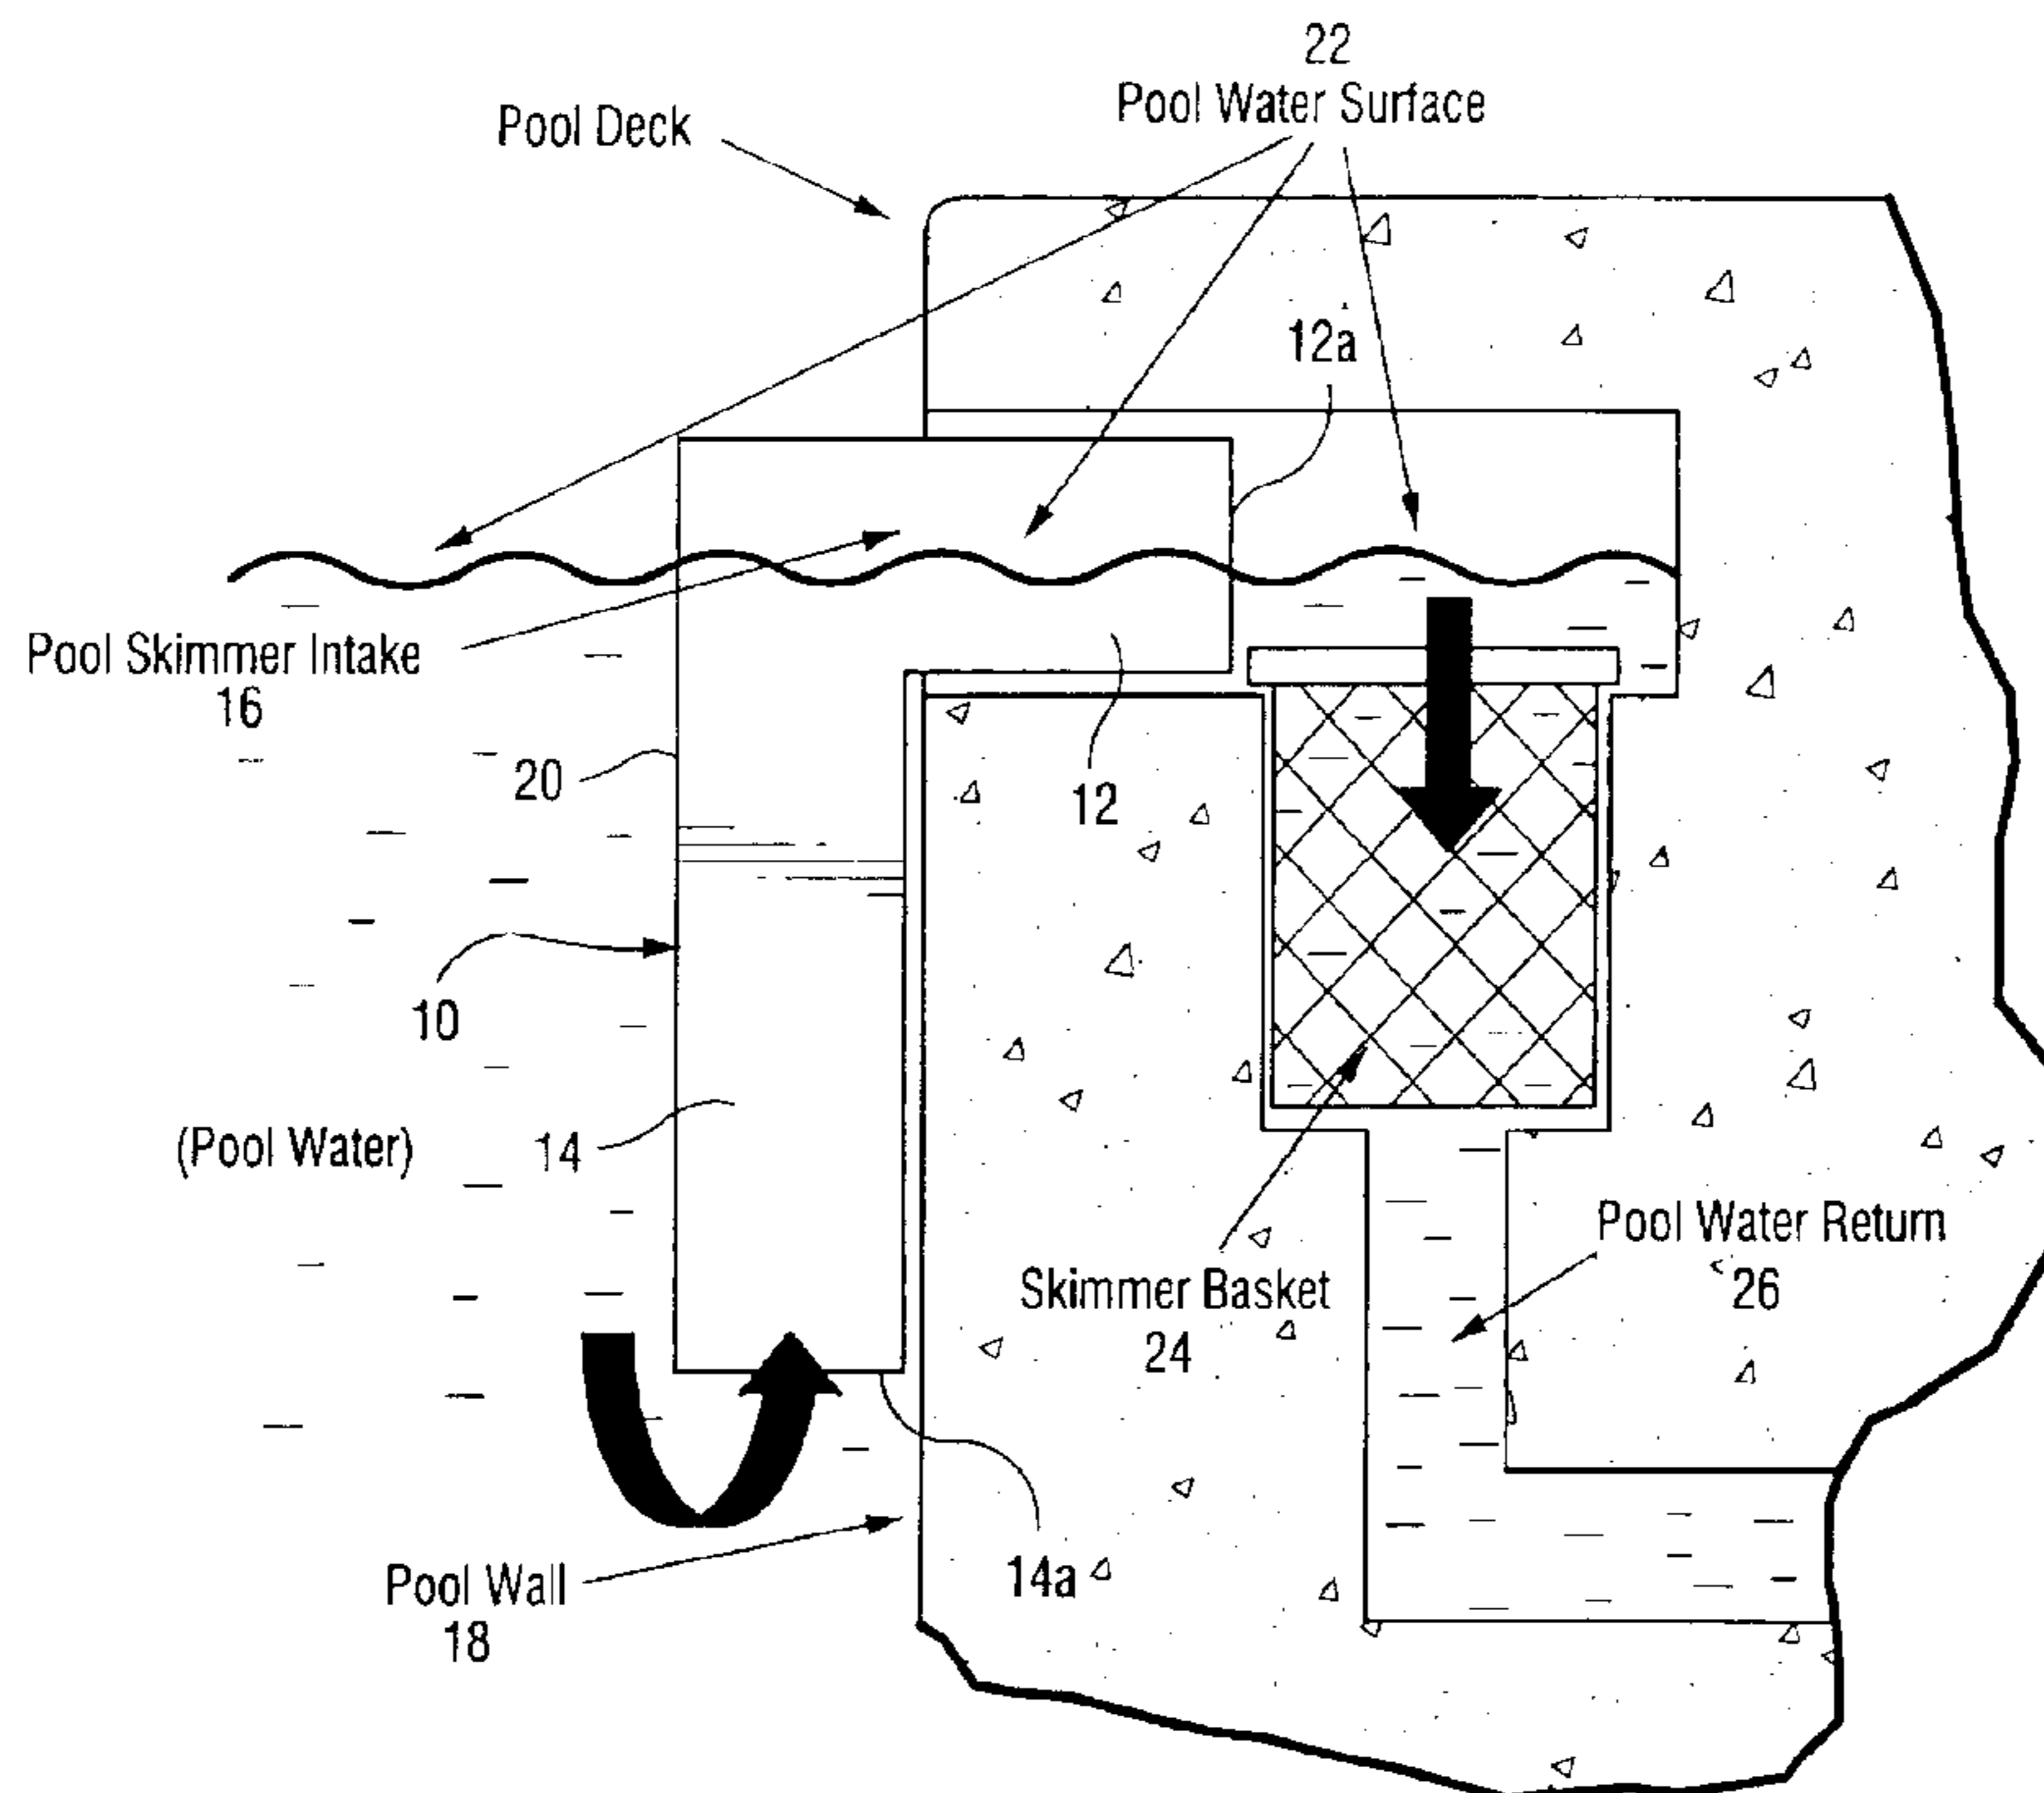 22
Pool Water Surface
Pool Deck
12a
Pool Skimmer Intake
16
20
12
10
(Pool Water)
14
Pool Water Return
26
Skimmer Basket
24
14a
Pool Wall
18